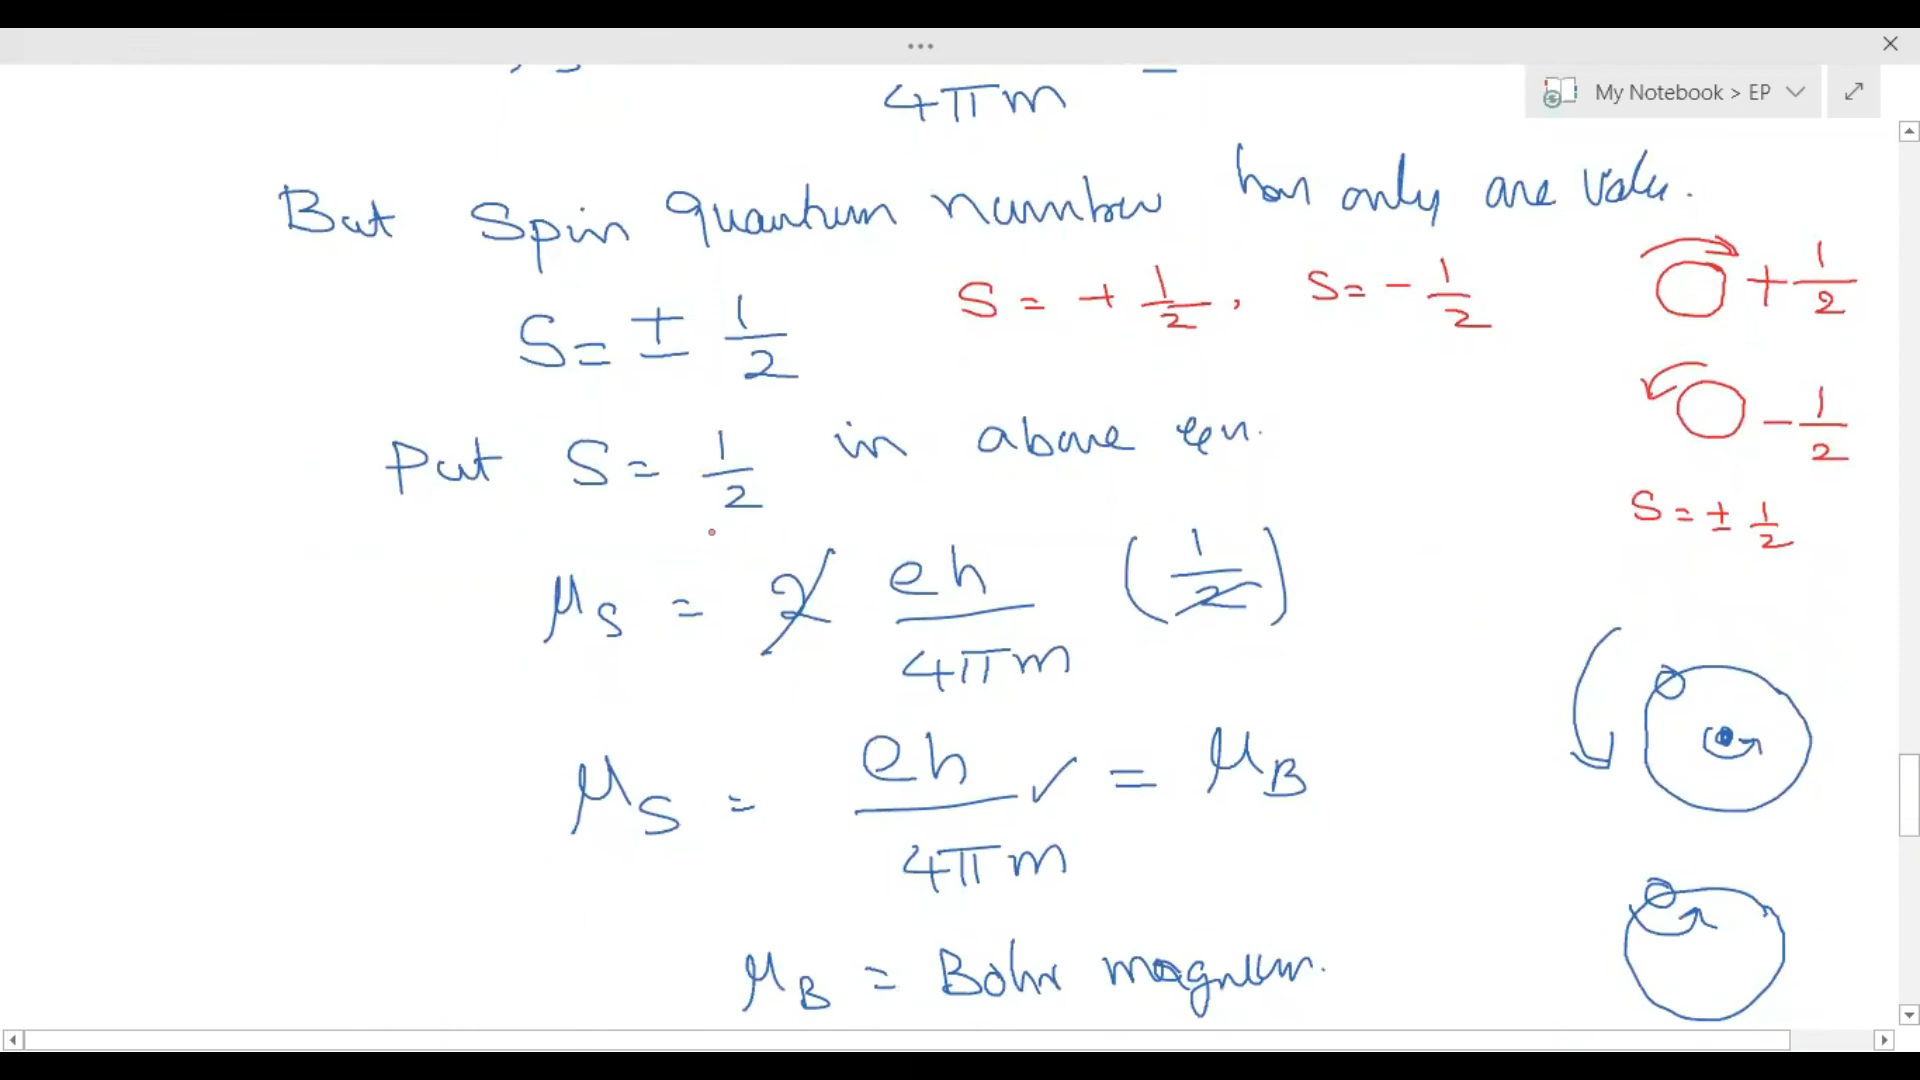 •••
My Notebook > EP
4πm
But Spin quantum number has only one value.
S = ± 1/2
S = + 1/2, S = - 1/2
+ 1/2
- 1/2
S = ± 1/2
Put S = 1/2 in above eqn.
μS = 2 eh/4πm (1/2)
μS = eh/4πm ✓ = μB
μB = Bohr